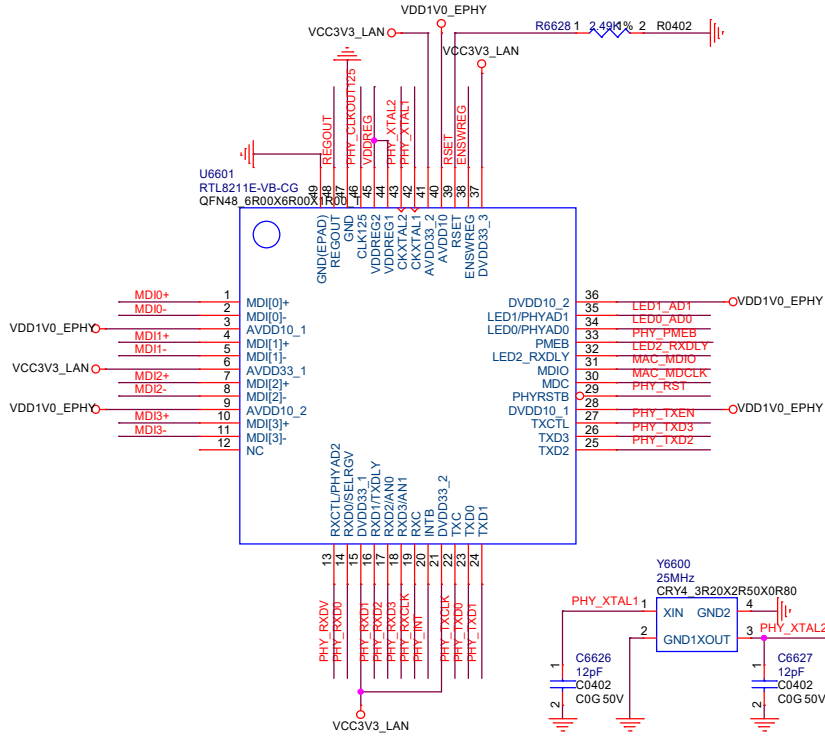 VDD1V0_EPHY
VCC3V3_LAN
R6628 1 2.49K1% 2 R0402
VCC3V3_LAN
REGOUT
PHY_CLKOUT125
VDDREG
PHY_XTAL2
PHY_XTAL1
RSET
ENSWREG
U6601
RTL8211E-VB-CG
QFN48_6R00X6R00X1R00_T
49 48 47 46 45 44 43 42 41 40 39 38 37
GND(EPAD)
REGOUT
GND
CLK125
VDDREG2
VDDREG1
CKXTAL2
CKXTAL1
AVDD33_2
AVDD10
RSET
ENSWREG
DVDD33_3
MDI0+ 1 MDI[0]+
MDI0- 2 MDI[0]-
VDD1V0_EPHY 3 AVDD10_1
MDI1+ 4 MDI[1]+
MDI1- 5 MDI[1]-
VCC3V3_LAN 6 AVDD33_1
MDI2+ 7 MDI[2]+
MDI2- 8 MDI[2]-
VDD1V0_EPHY 9 AVDD10_2
MDI3+ 10 MDI[3]+
MDI3- 11 MDI[3]-
12 NC
DVDD10_2 36 VDD1V0_EPHY
LED1/PHYAD1 35 LED1_AD1
LED0/PHYAD0 34 LED0_AD0
PMEB 33 PHY_PMEB
LED2_RXDLY 32 LED2_RXDLY
MDIO 31 MAC_MDIO
MDC 30 MAC_MDCLK
PHYRSTB 29 PHY_RST
DVDD10_1 28 VDD1V0_EPHY
TXCTL 27 PHY_TXEN
TXD3 26 PHY_TXD3
TXD2 25 PHY_TXD2
RXCTL/PHYAD2
RXD0/SELRGV
DVDD33_1
RXD1/TXDLY
RXD2/AN0
RXD3/AN1
RXC
INTB
DVDD33_2
TXC
TXD0
TXD1
13 14 15 16 17 18 19 20 21 22 23 24
PHY_RXDV
PHY_RXD0
PHY_RXD1
PHY_RXD2
PHY_RXD3
PHY_RXCLK
PHY_INT
PHY_TXCLK
PHY_TXD0
PHY_TXD1
VCC3V3_LAN
Y6600
25MHz
CRY4_3R20X2R50X0R80
PHY_XTAL1 1 XIN GND2 4
2 GND1XOUT 3 PHY_XTAL2
1 C6626
12pF
C0402
2 C0G 50V
1 C6627
12pF
C0402
2 C0G 50V